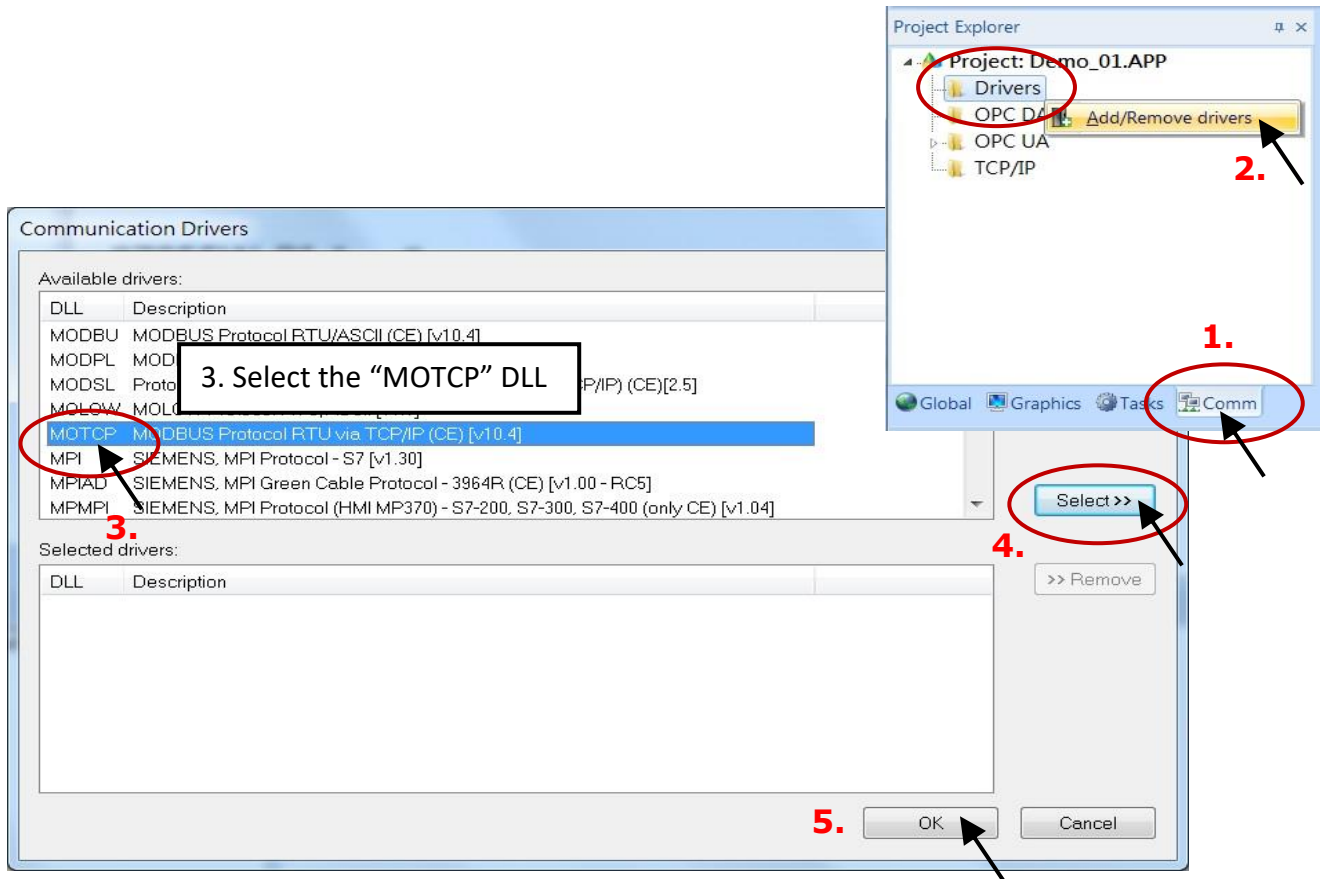 Project Explorer
Project: Demo_01.APP
Drivers
OPC DA
Add/Remove drivers
OPC UA
TCP/IP
2.
1.
Global Graphics Tasks Comm
Communication Drivers
Available drivers:
DLL Description
MODBU MODBUS Protocol RTU/ASCII (CE) [v10.4]
MODPL
3. Select the “MOTCP” DLL
MODSL Proto P/IP) (CE)[2.5]
MOLOW
MOTCP MODBUS Protocol RTU via TCP/IP (CE) [v10.4]
MPI SIEMENS, MPI Protocol - S7 [v1.30]
MPIAD SIEMENS, MPI Green Cable Protocol - 3964R (CE) [v1.00 - RC5]
MPMPI SIEMENS, MPI Protocol (HMI MP370) - S7-200, S7-300, S7-400 (only CE) [v1.04]
3.
Select >>
4.
Selected drivers:
DLL Description
>> Remove
5.
OK
Cancel